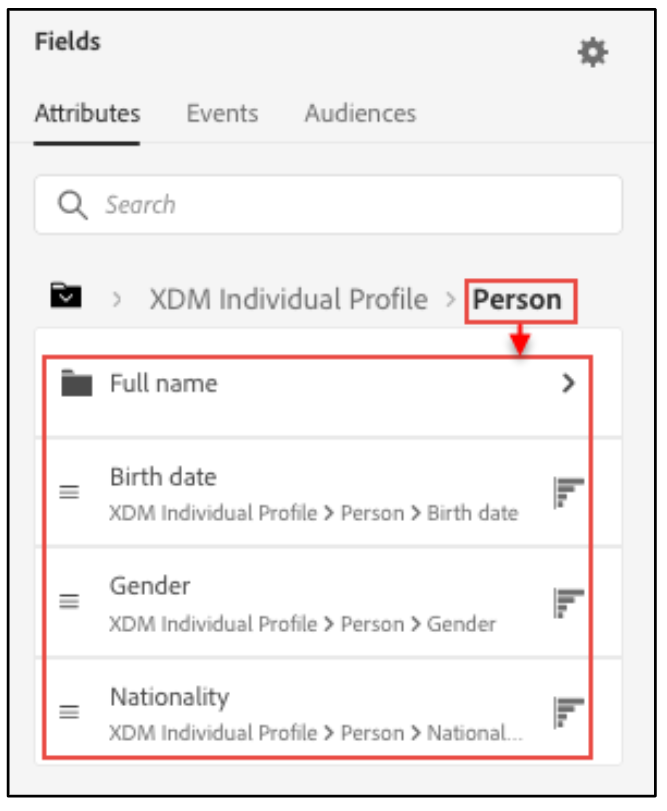 Fields
Attributes Events Audiences
Search
> XDM Individual Profile > Person
Full name >
Birth date
XDM Individual Profile > Person > Birth date
Gender
XDM Individual Profile > Person > Gender
Nationality
XDM Individual Profile > Person > National...